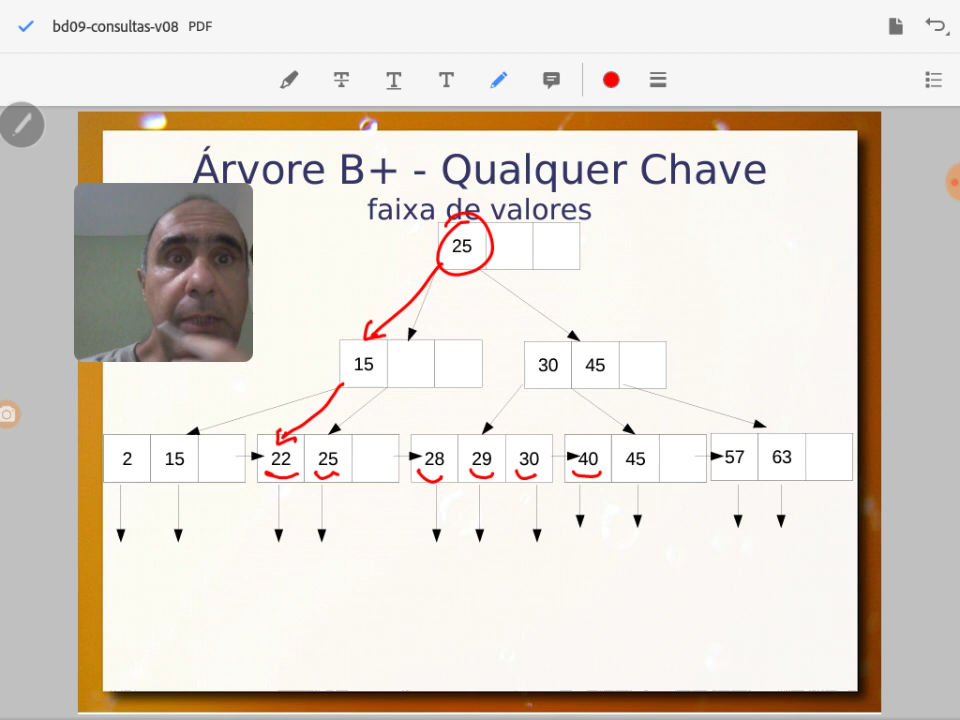 bd09-consultas-v08 PDF
T T T
Árvore B+ - Qualquer Chave
faixa de valores
25
15
30 45
2 15 22 25 28 29 30 40 45 57 63